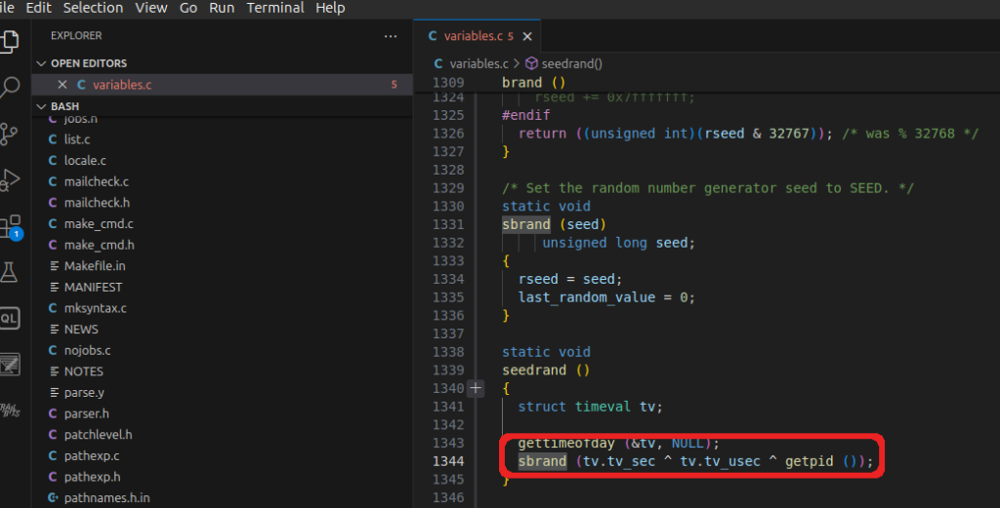 File Edit Selection View Go Run Terminal Help
EXPLORER
OPEN EDITORS
variables.c 5
BASH
jobs.h
list.c
locale.c
mailcheck.c
mailcheck.h
make_cmd.c
make_cmd.h
Makefile.in
MANIFEST
mksyntax.c
NEWS
nojobs.c
NOTES
parse.y
parser.h
patchlevel.h
pathexp.c
pathexp.h
pathnames.h.in
1
QL
variables.c 5
variables.c > seedrand()
1309 brand ()
1324 rseed += 0x7fffffff;
1325 #endif
1326 return ((unsigned int)(rseed & 32767)); /* was % 32768 */
1327 }
1328
1329 /* Set the random number generator seed to SEED. */
1330 static void
1331 sbrand (seed)
1332 unsigned long seed;
1333 {
1334 rseed = seed;
1335 last_random_value = 0;
1336 }
1337
1338 static void
1339 seedrand ()
1340 {
1341 struct timeval tv;
1342
1343 gettimeofday (&tv, NULL);
1344 sbrand (tv.tv_sec ^ tv.tv_usec ^ getpid ());
1345 }
1346